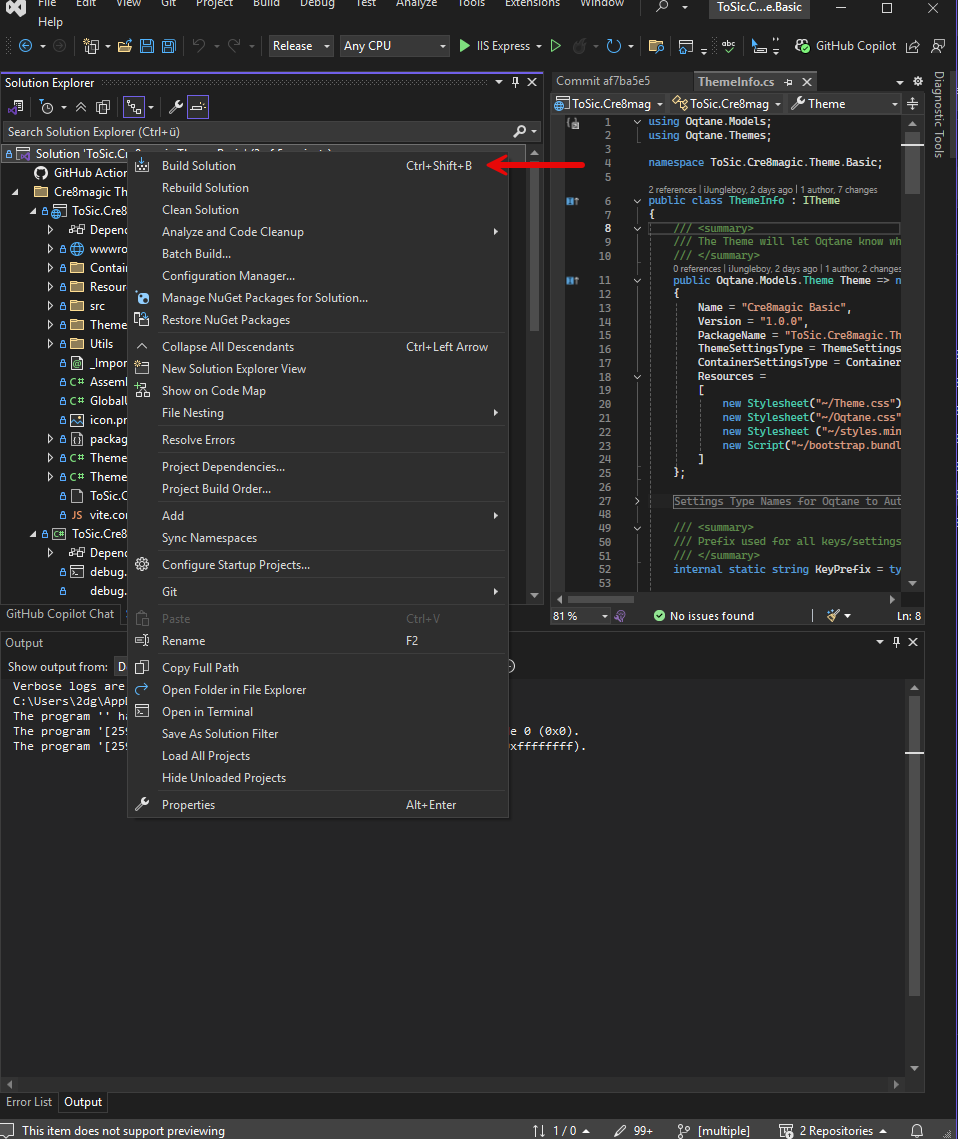 File Edit View Git Project Build Debug Test Analyze Tools Extensions Window ToSic.C...e.Basic
Help
Release Any CPU IIS Express GitHub Copilot
Solution Explorer
Search Solution Explorer (Ctrl+ü)
Solution 'ToSic.Cr
GitHub Action
Cre8magic Th
ToSic.Cre8
Depend
wwwro
Contai
Resour
src
Theme
Utils
_Impor
C# Assemb
C# GlobalU
icon.pr
packag
C# Theme
C# Theme
ToSic.C
JS vite.co
ToSic.Cre8
Depend
debug.
debug.
GitHub Copilot Chat
Build Solution Ctrl+Shift+B
Rebuild Solution
Clean Solution
Analyze and Code Cleanup
Batch Build...
Configuration Manager...
Manage NuGet Packages for Solution...
Restore NuGet Packages
Collapse All Descendants Ctrl+Left Arrow
New Solution Explorer View
Show on Code Map
File Nesting
Resolve Errors
Project Dependencies...
Project Build Order...
Add
Sync Namespaces
Configure Startup Projects...
Git
Paste Ctrl+V
Rename F2
Copy Full Path
Open Folder in File Explorer
Open in Terminal
Save As Solution Filter
Load All Projects
Hide Unloaded Projects
Properties Alt+Enter
Commit af7ba5e5 ThemeInfo.cs
ToSic.Cre8mag ToSic.Cre8mag Theme
1 using Oqtane.Models;
2 using Oqtane.Themes;
3
4 namespace ToSic.Cre8magic.Theme.Basic;
5
2 references | iJungleboy, 2 days ago | 1 author, 7 changes
6 public class ThemeInfo : ITheme
7 {
8 /// <summary>
9 /// The Theme will let Oqtane know wh
10 /// </summary>
0 references | iJungleboy, 2 days ago | 1 author, 2 changes
11 public Oqtane.Models.Theme Theme => n
12 {
13 Name = "Cre8magic Basic",
14 Version = "1.0.0",
15 PackageName = "ToSic.Cre8magic.Th
16 ThemeSettingsType = ThemeSettings
17 ContainerSettingsType = Container
18 Resources =
19 [
20 new Stylesheet("~/Theme.css")
21 new Stylesheet("~/Oqtane.css"
22 new Stylesheet ("~/styles.min
23 new Script("~/bootstrap.bundl
24 ]
25 };
26
27 Settings Type Names for Oqtane to Aut
48
49 /// <summary>
50 /// Prefix used for all keys/settings
51 /// </summary>
52 internal static string KeyPrefix = ty
53
81 % No issues found Ln: 8
Diagnostic Tools
Output
Show output from: D
Verbose logs are
C:\Users\2dg\App
The program '' ha
The program '[259 e 0 (0x0).
The program '[259 xffffffff).
Error List Output
This item does not support previewing 1 / 0 99+ [multiple] 2 Repositories